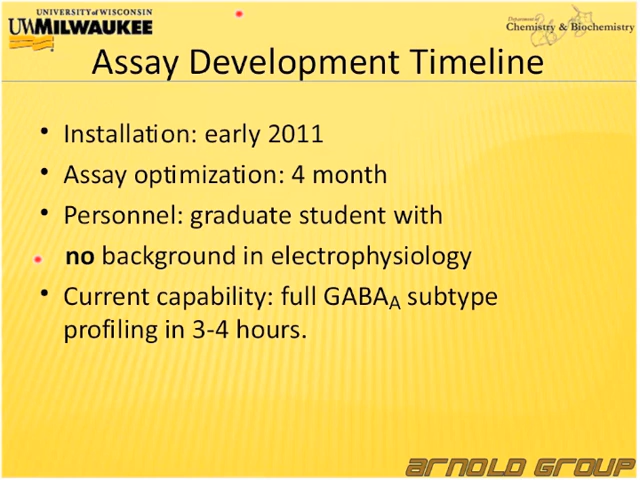 UNIVERSITY of WISCONSIN
UWMILWAUKEE
Department of
Chemistry & Biochemistry
Assay Development Timeline
• Installation: early 2011
• Assay optimization: 4 month
• Personnel: graduate student with
no background in electrophysiology
• Current capability: full GABAA subtype
profiling in 3-4 hours.
ARNOLD GROUP